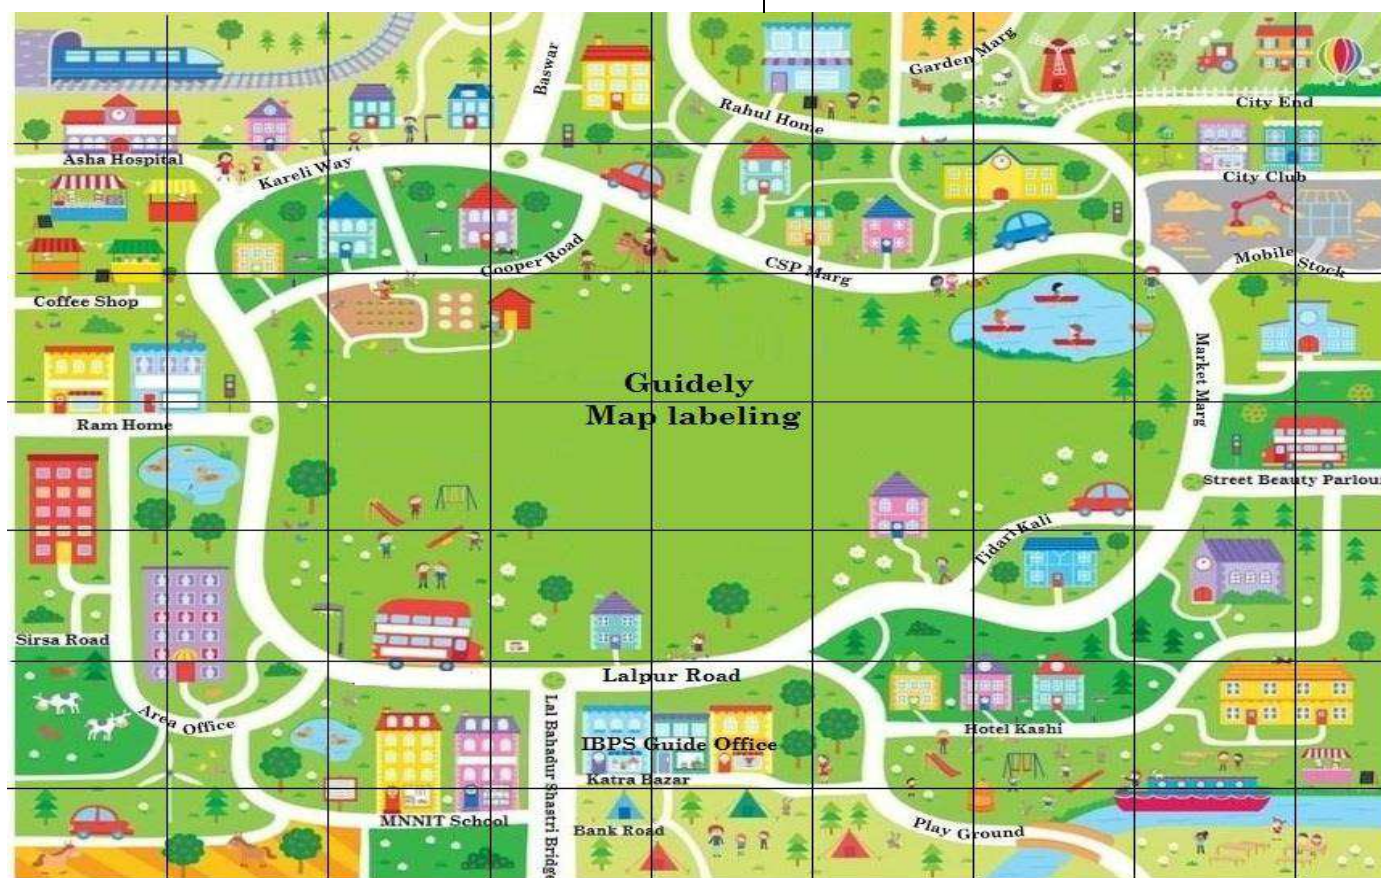 Baswar
Garden Marg
Rahul Home
City End
Asha Hospital
Kareli Way
City Club
Cooper Road
CSP Marg
Mobile Stock
Coffee Shop
Market Marg
Guidely
Map labeling
Ram Home
Street Beauty Parlour
Tidari Kali
Sirsa Road
Lalpur Road
Area Office
Lal Bahadur Shastri Bridge
Hotel Kashi
IBPS Guide Office
Katra Bazar
MNNIT School
Bank Road
Play Ground